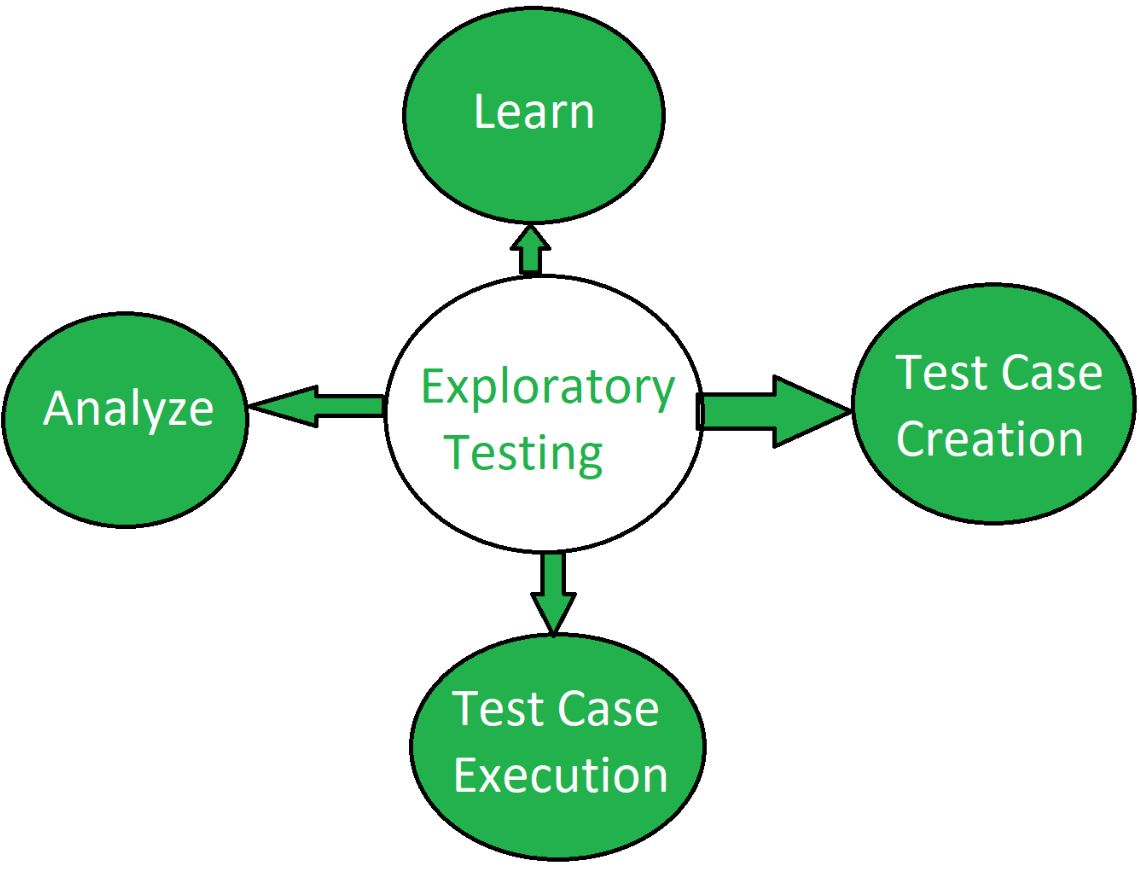 Learn
Analyze
Exploratory
Testing
Test Case
Creation
Test Case
Execution